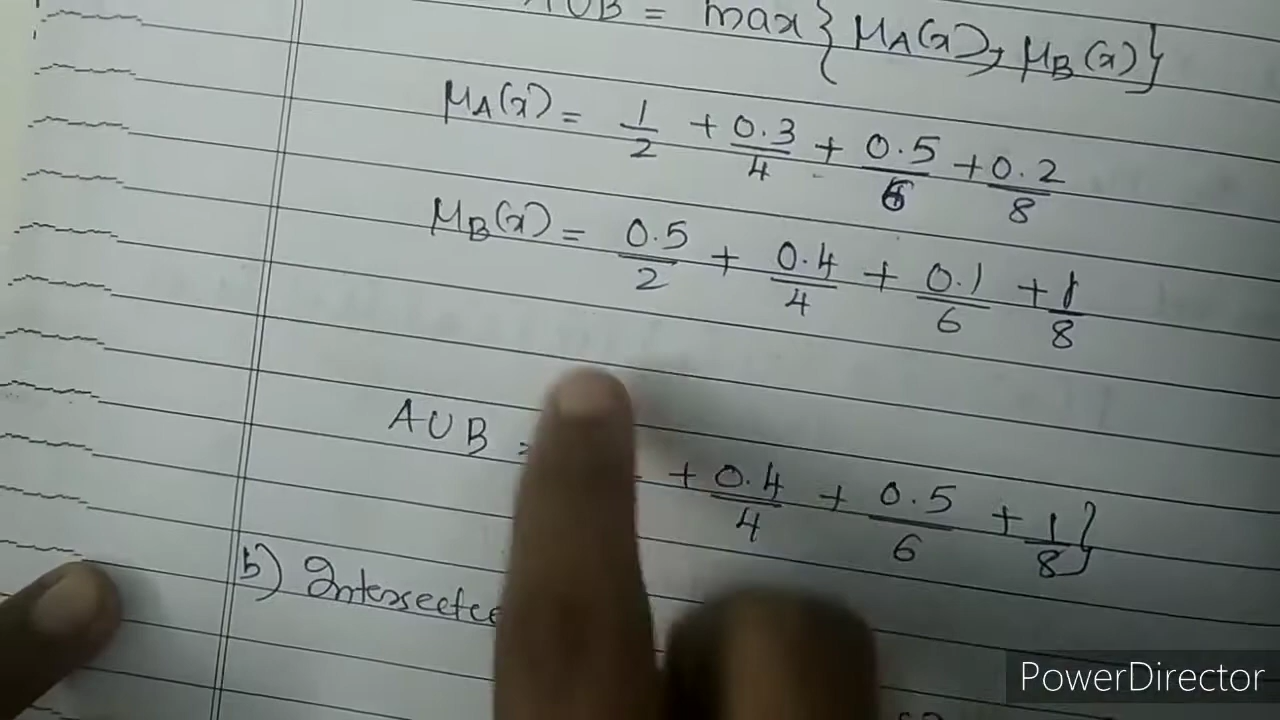 AUB = max { μA(x), μB(x) }
μA(x) = 1/2 + 0.3/4 + 0.5/6 + 0.2/8
μB(x) = 0.5/2 + 0.4/4 + 0.1/6 + 1/8
AUB = + 0.4/4 + 0.5/6 + 1/8 }
b)
PowerDirector